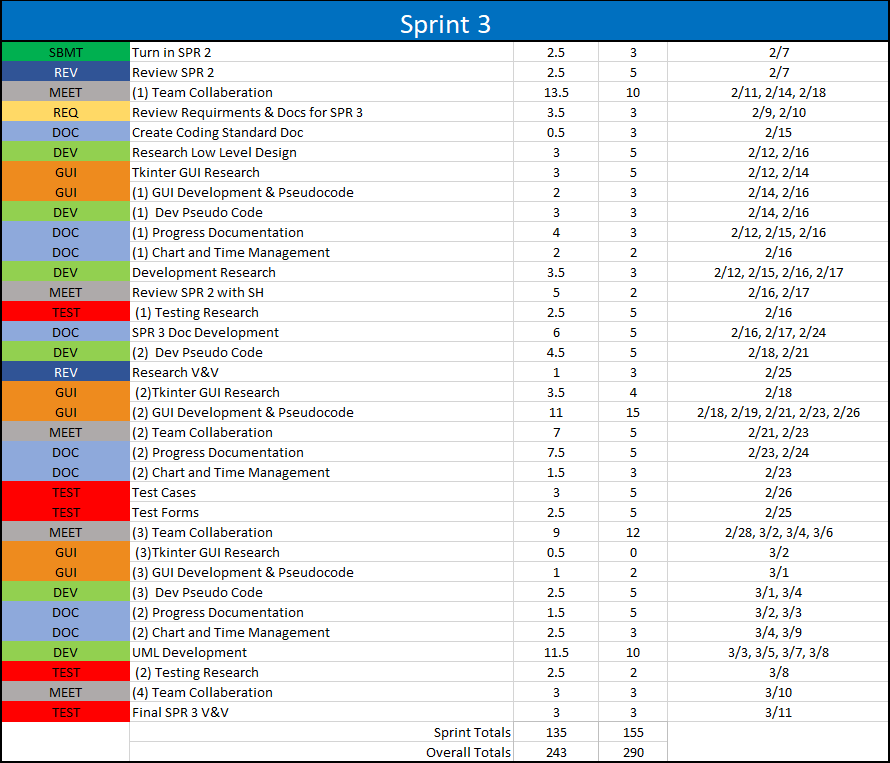 Sprint 3
SBMT Turn in SPR 2 2.5 3 2/7
REV Review SPR 2 2.5 5 2/7
MEET (1) Team Collaberation 13.5 10 2/11, 2/14, 2/18
REQ Review Requirments & Docs for SPR 3 3.5 3 2/9, 2/10
DOC Create Coding Standard Doc 0.5 3 2/15
DEV Research Low Level Design 3 5 2/12, 2/16
GUI Tkinter GUI Research 3 5 2/12, 2/14
GUI (1) GUI Development & Pseudocode 2 3 2/14, 2/16
DEV (1) Dev Pseudo Code 3 3 2/14, 2/16
DOC (1) Progress Documentation 4 3 2/12, 2/15, 2/16
DOC (1) Chart and Time Management 2 2 2/16
DEV Development Research 3.5 3 2/12, 2/15, 2/16, 2/17
MEET Review SPR 2 with SH 5 2 2/16, 2/17
TEST (1) Testing Research 2.5 5 2/16
DOC SPR 3 Doc Development 6 5 2/16, 2/17, 2/24
DEV (2) Dev Pseudo Code 4.5 5 2/18, 2/21
REV Research V&V 1 3 2/25
GUI (2)Tkinter GUI Research 3.5 4 2/18
GUI (2) GUI Development & Pseudocode 11 15 2/18, 2/19, 2/21, 2/23, 2/26
MEET (2) Team Collaberation 7 5 2/21, 2/23
DOC (2) Progress Documentation 7.5 5 2/23, 2/24
DOC (2) Chart and Time Management 1.5 3 2/23
TEST Test Cases 3 5 2/26
TEST Test Forms 2.5 5 2/25
MEET (3) Team Collaberation 9 12 2/28, 3/2, 3/4, 3/6
GUI (3)Tkinter GUI Research 0.5 0 3/2
GUI (3) GUI Development & Pseudocode 1 2 3/1
DEV (3) Dev Pseudo Code 2.5 5 3/1, 3/4
DOC (2) Progress Documentation 1.5 5 3/2, 3/3
DOC (2) Chart and Time Management 2.5 3 3/4, 3/9
DEV UML Development 11.5 10 3/3, 3/5, 3/7, 3/8
TEST (2) Testing Research 2.5 2 3/8
MEET (4) Team Collaberation 3 3 3/10
TEST Final SPR 3 V&V 3 3 3/11
Sprint Totals 135 155
Overall Totals 243 290